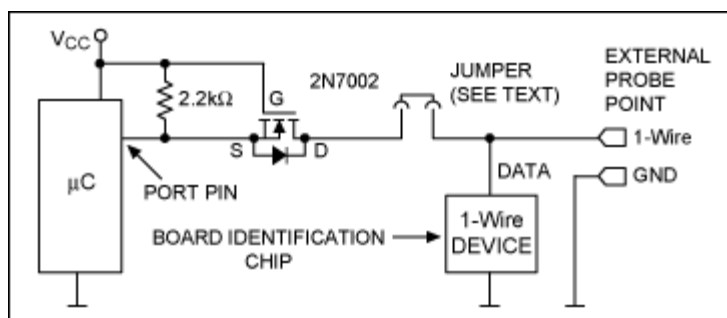 VCC
2.2kΩ
G
2N7002
JUMPER
(SEE TEXT)
EXTERNAL
PROBE
POINT
1-Wire
S
D
µC
PORT PIN
DATA
GND
BOARD IDENTIFICATION
CHIP
1-Wire
DEVICE